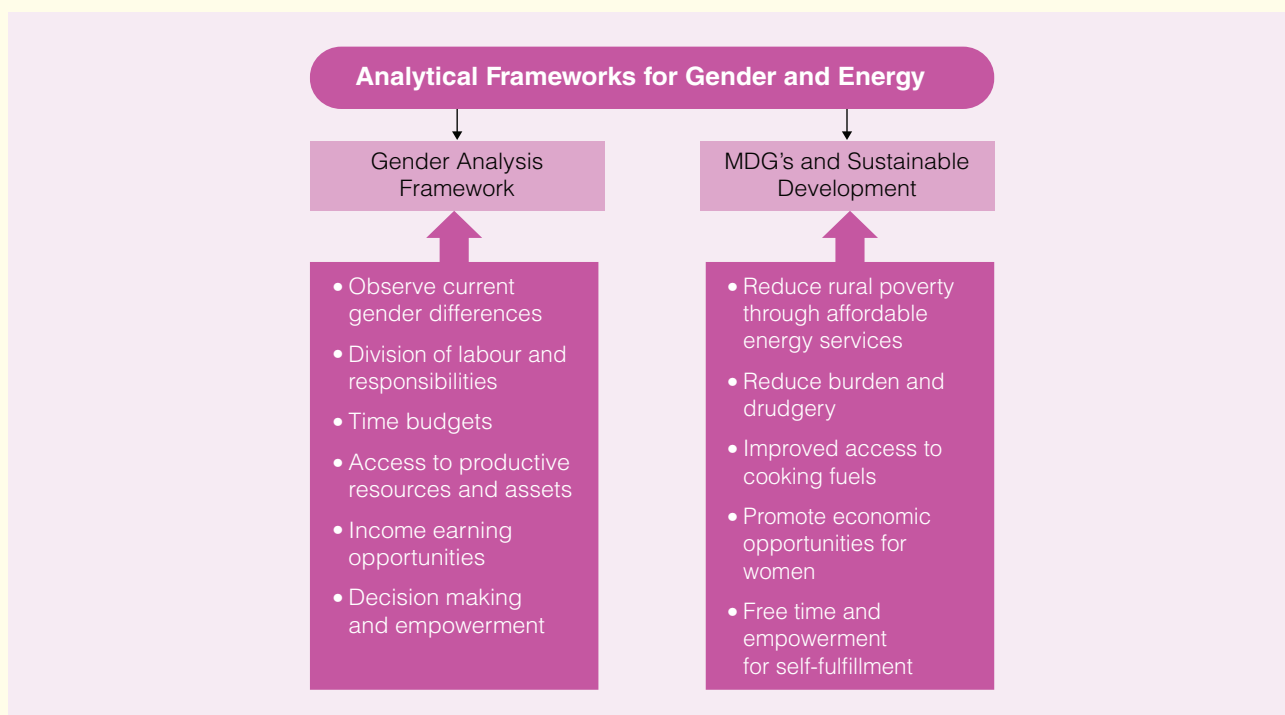 Analytical Frameworks for Gender and Energy
Gender Analysis
Framework
• Observe current
gender differences
• Division of labour and
responsibilities
• Time budgets
• Access to productive
resources and assets
• Income earning
opportunities
• Decision making
and empowerment
MDG's and Sustainable
Development
• Reduce rural poverty
through affordable
energy services
• Reduce burden and
drudgery
• Improved access to
cooking fuels
• Promote economic
opportunities for
women
• Free time and
empowerment
for self-fulfillment